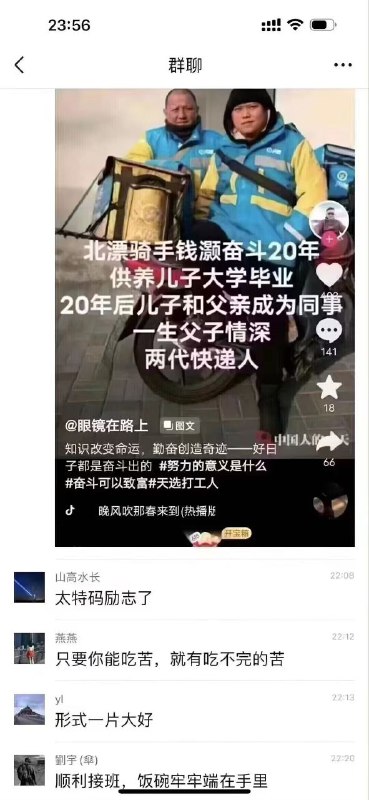 23:56
群聊
北漂骑手钱灏奋斗20年
供养儿子大学毕业
20年后儿子和父亲成为同事
一生父子情深
两代快递人
141
18
66
@眼镜在路上 图文
中国人的一天
知识改变命运，勤奋创造奇迹——好日
子都是奋斗出的 #努力的意义是什么
#奋斗可以致富#天选打工人
晚风吹那春来到(热播版
开宝箱
山高水长 22:08
太特码励志了
燕燕 22:12
只要你能吃苦，就有吃不完的苦
yl 22:13
形式一片大好
劉宇 (傘) 22:20
顺利接班，饭碗牢牢端在手里